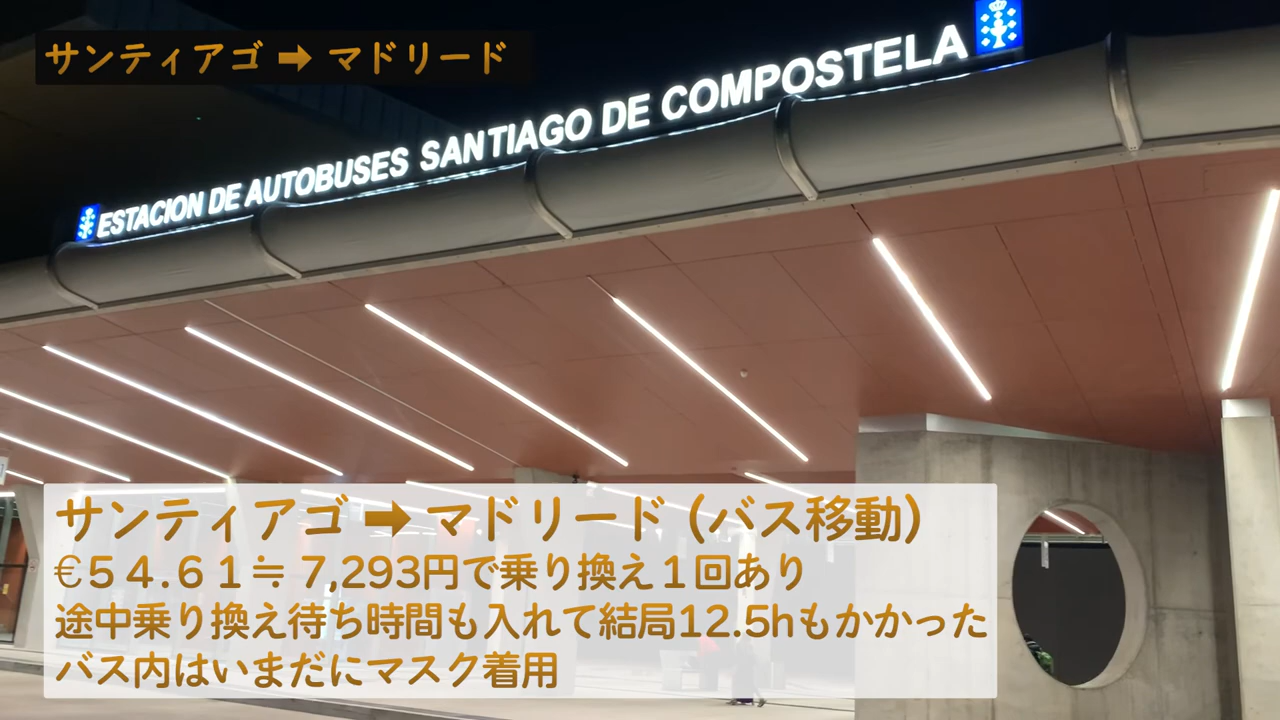 サンティアゴ ➡ マドリード
ESTACION DE AUTOBUSES SANTIAGO DE COMPOSTELA
サンティアゴ ➡ マドリード（バス移動）
€５４.６１≒ 7,293円で乗り換え１回あり
途中乗り換え待ち時間も入れて結局12.5hもかかった
バス内はいまだにマスク着用